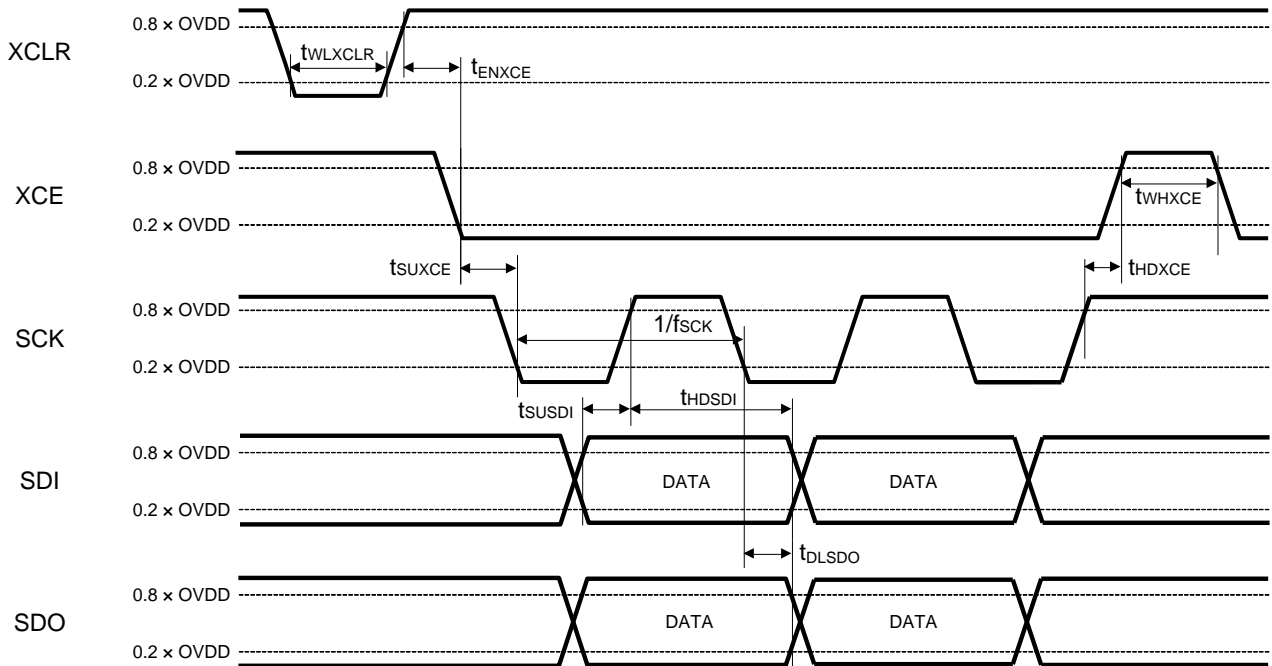 0.8 × OVDD
XCLR
tWLXCLR
tENXCE
0.2 × OVDD
0.8 × OVDD
XCE
tWHXCE
0.2 × OVDD
tSUXCE
tHDXCE
0.8 × OVDD
SCK
1/fSCK
0.2 × OVDD
tSUSDI
tHDSDI
0.8 × OVDD
SDI
DATA
DATA
0.2 × OVDD
tDLSDO
0.8 × OVDD
SDO
DATA
DATA
0.2 × OVDD